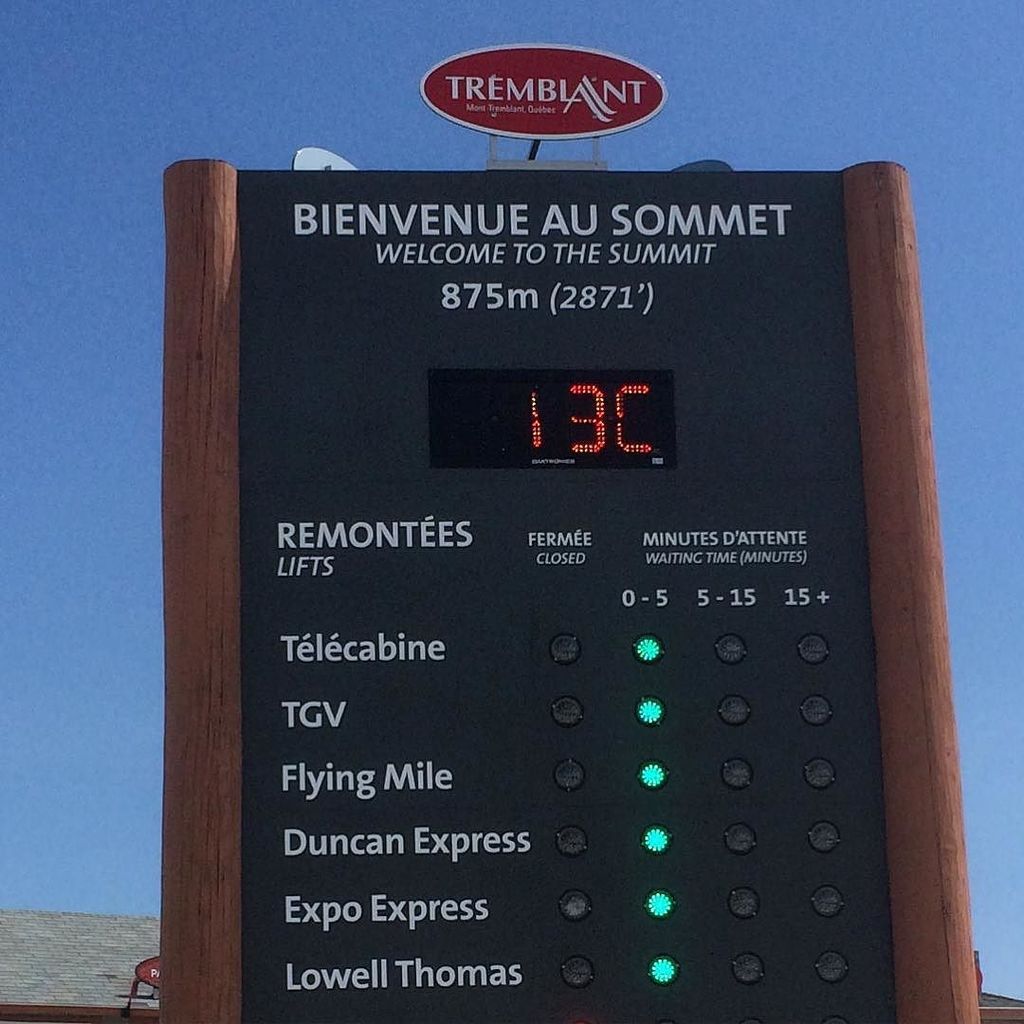 TREMBLANT
Mont-Tremblant, Québec
BIENVENUE AU SOMMET
WELCOME TO THE SUMMIT
875m (2871')
13C
REMONTÉES
LIFTS
FERMÉE
CLOSED
MINUTES D'ATTENTE
WAITING TIME (MINUTES)
0 - 5 5 - 15 15 +
Télécabine
TGV
Flying Mile
Duncan Express
Expo Express
Lowell Thomas